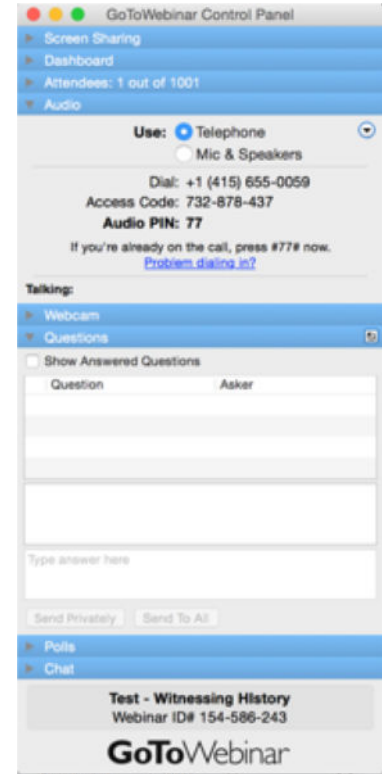 GoToWebinar Control Panel
Screen Sharing
Dashboard
Attendees: 1 out of 1001
Audio
Use: Telephone
Mic & Speakers
Dial: +1 (415) 655-0059
Access Code: 732-878-437
Audio PIN: 77
If you're already on the call, press #77# now.
Problem dialing in?
Talking:
Webcam
Questions
Show Answered Questions
Question Asker
Type answer here
Send Privately Send To All
Polls
Chat
Test - Witnessing History
Webinar ID# 154-586-243
GoToWebinar